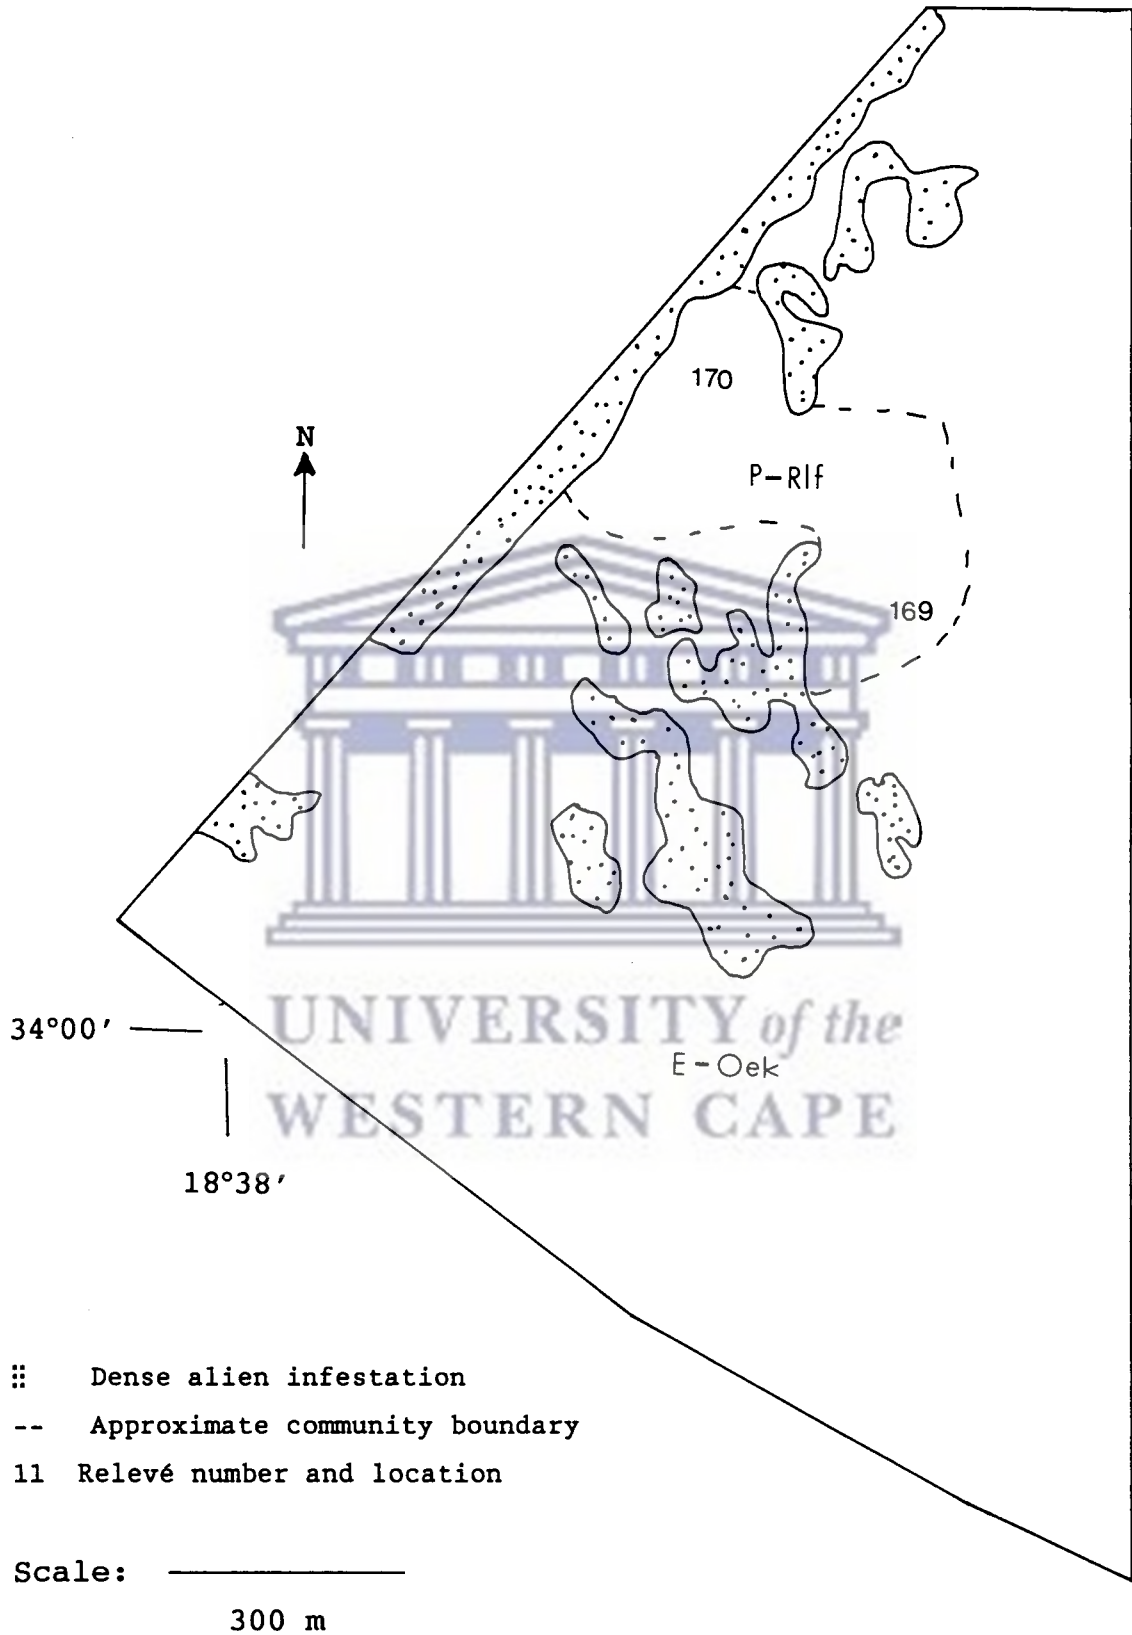 170
P-Rlf
N
169
UNIVERSITY of the
34°00′
E-Oek
WESTERN CAPE
18°38′
⠿ Dense alien infestation
-- Approximate community boundary
11 Relevé number and location
Scale:
300 m